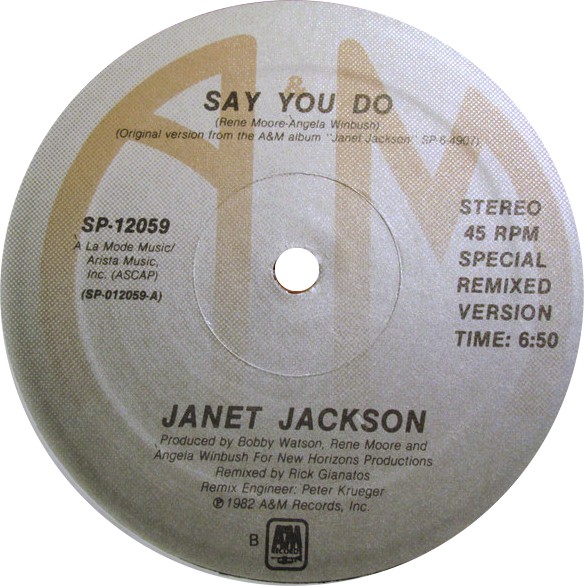 A&M
SAY YOU DO
(Rene Moore-Angela Winbush)
(Original version from the A&M album "Janet Jackson" SP-6-4907)
SP-12059
A La Mode Music/
Arista Music,
Inc. (ASCAP)
(SP-012059-A)
STEREO
45 RPM
SPECIAL
REMIXED
VERSION
TIME: 6:50
JANET JACKSON
Produced by Bobby Watson, Rene Moore and
Angela Winbush For New Horizons Productions
Remixed by Rick Gianatos
Remix Engineer: Peter Krueger
℗ 1982 A&M Records, Inc.
B
A&M
RECORDS